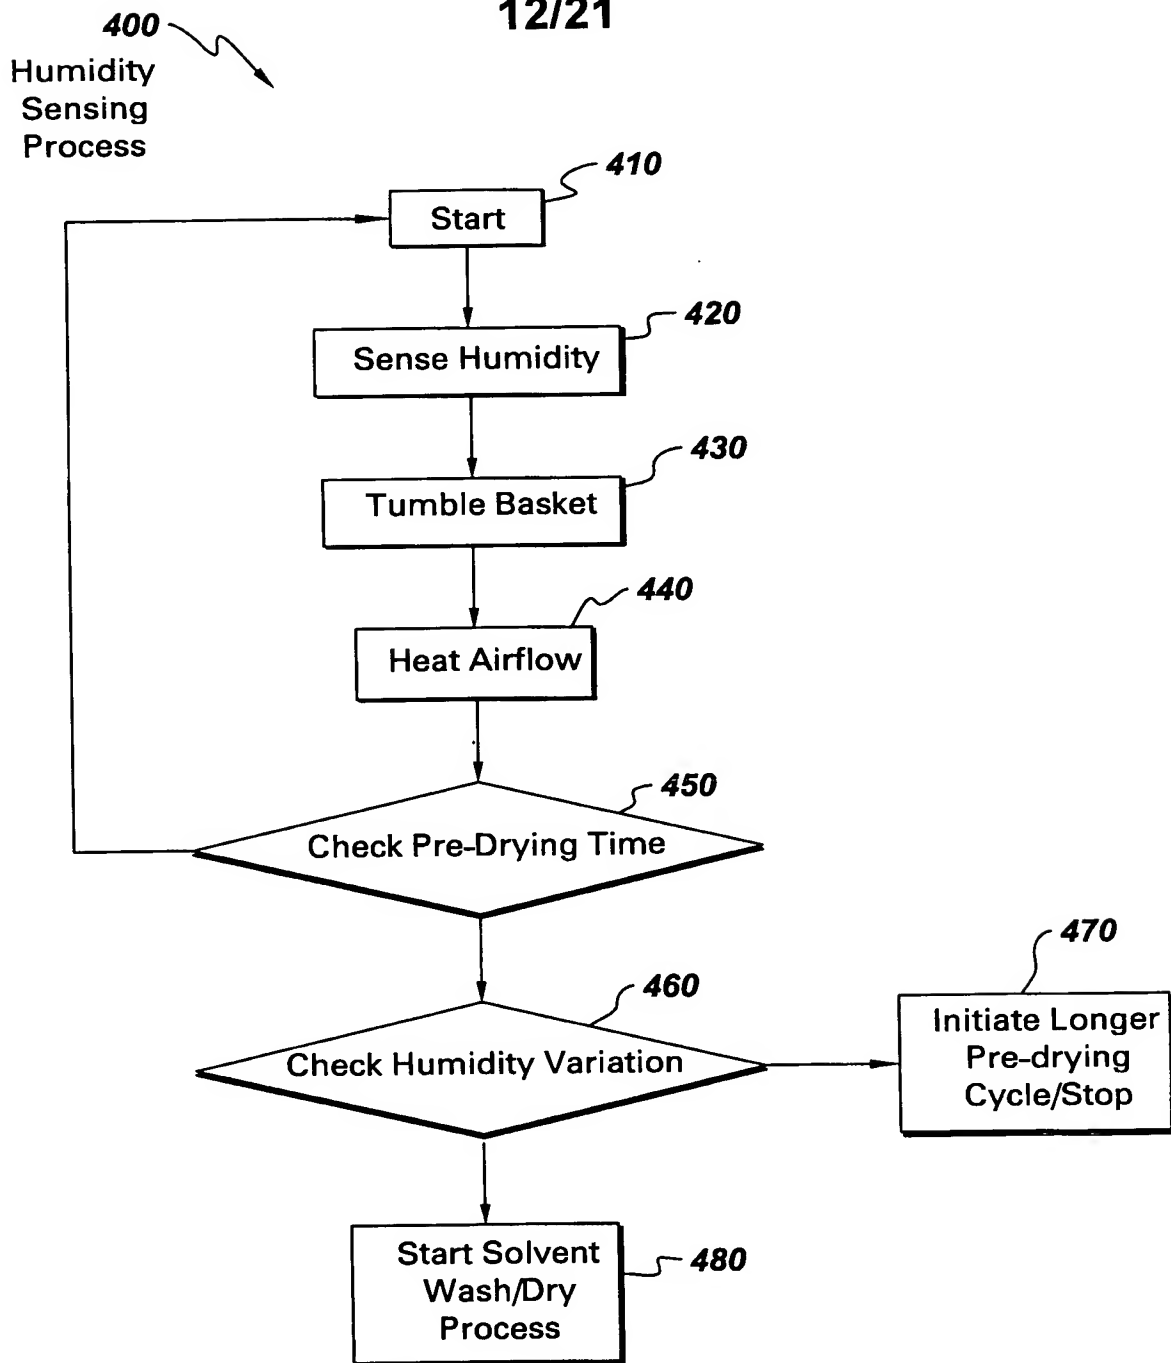 12/21
400
Humidity
Sensing
Process
410
Start
420
Sense Humidity
430
Tumble Basket
440
Heat Airflow
450
Check Pre-Drying Time
460
Check Humidity Variation
470
Initiate Longer
Pre-drying
Cycle/Stop
480
Start Solvent
Wash/Dry
Process